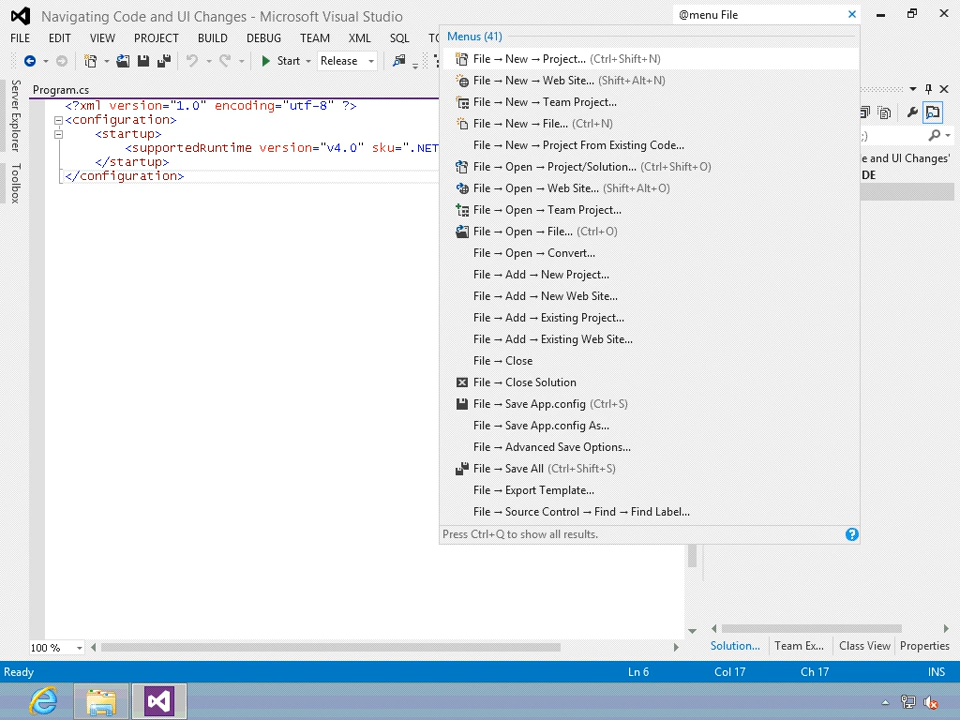 Navigating Code and UI Changes - Microsoft Visual Studio
@menu File
FILE EDIT VIEW PROJECT BUILD DEBUG TEAM XML SQL TO
Menus (41)
Start Release
File → New → Project... (Ctrl+Shift+N)
File → New → Web Site... (Shift+Alt+N)
File → New → Team Project...
File → New → File... (Ctrl+N)
File → New → Project From Existing Code...
File → Open → Project/Solution... (Ctrl+Shift+O)
File → Open → Web Site... (Shift+Alt+O)
File → Open → Team Project...
File → Open → File... (Ctrl+O)
File → Open → Convert...
File → Add → New Project...
File → Add → New Web Site...
File → Add → Existing Project...
File → Add → Existing Web Site...
File → Close
File → Close Solution
File → Save App.config (Ctrl+S)
File → Save App.config As...
File → Advanced Save Options...
File → Save All (Ctrl+Shift+S)
File → Export Template...
File → Source Control → Find → Find Label...
Press Ctrl+Q to show all results.
Server Explorer
Toolbox
Program.cs
<?xml version="1.0" encoding="utf-8" ?>
<configuration>
<startup>
<supportedRuntime version="v4.0" sku=".NET
</startup>
</configuration>
;)
e and UI Changes'
DE
100 %
Solution... Team Ex... Class View Properties
Ready Ln 6 Col 17 Ch 17 INS